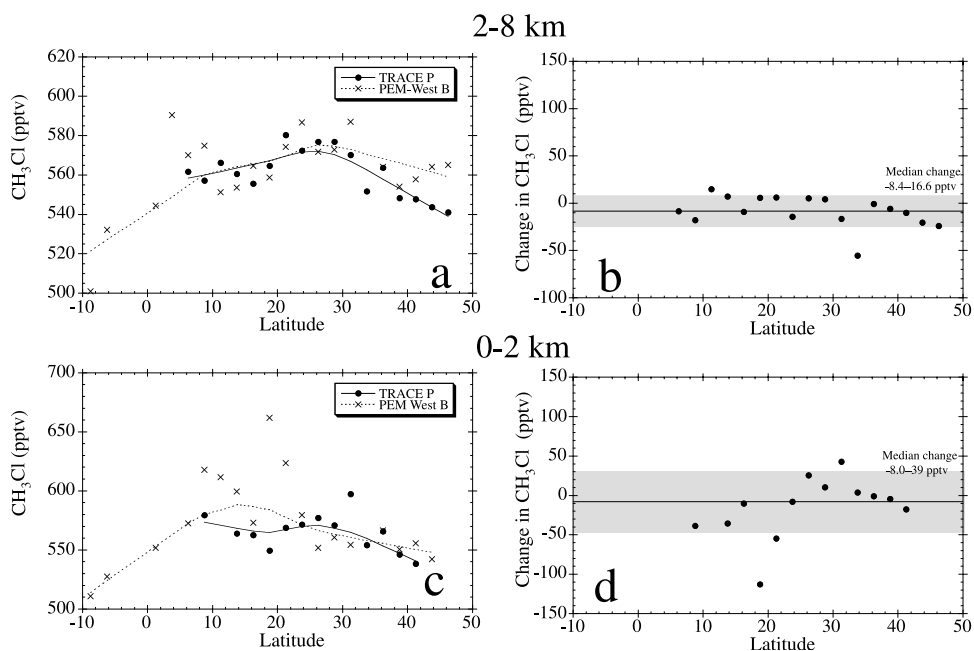 2-8 km
620
600
580
560
540
520
500
CH3Cl (pptv)
TRACE P
PEM-West B
a
-10 0 10 20 30 40 50
Latitude
150
100
50
0
-50
-100
Change in CH3Cl (pptv)
Median change
-8.4–16.6 pptv
b
-10 0 10 20 30 40 50
Latitude
0-2 km
700
650
600
550
500
CH3Cl (pptv)
TRACE P
PEM West B
c
-10 0 10 20 30 40 50
Latitude
150
100
50
0
-50
-100
-150
Change in CH3Cl (pptv)
Median change
-8.0–39 pptv
d
-10 0 10 20 30 40 50
Latitude